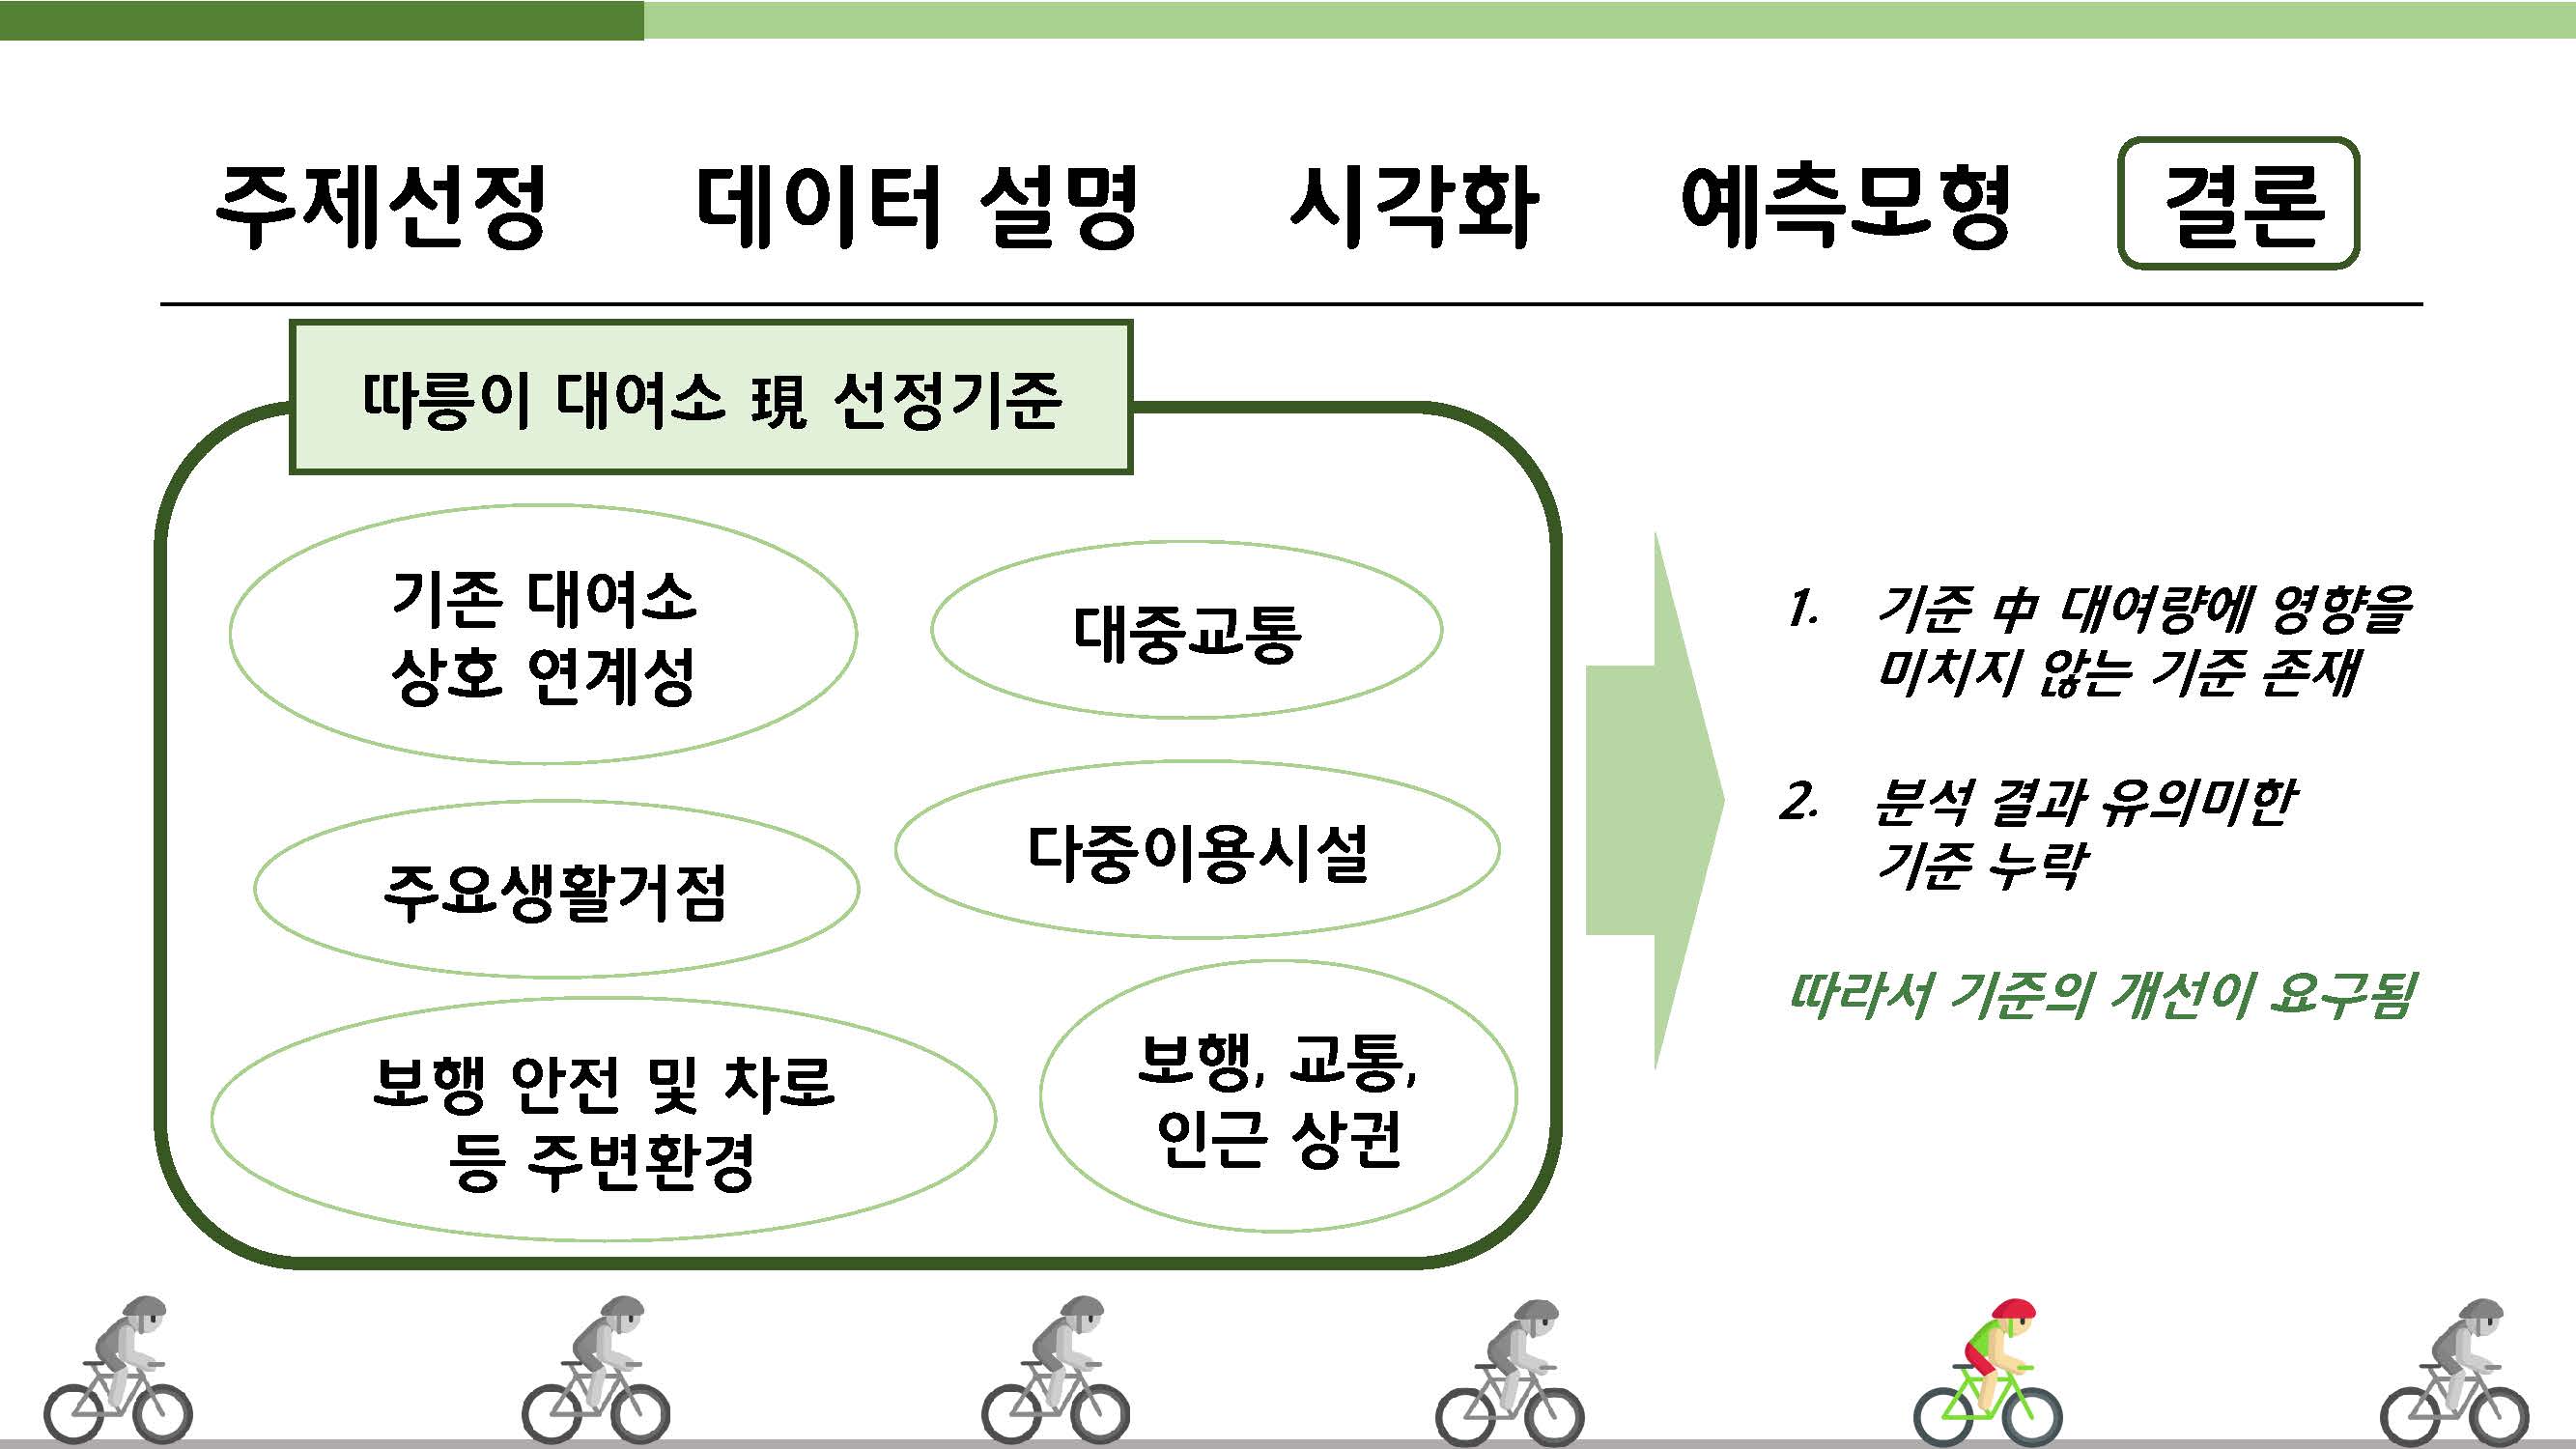 주제선정 데이터 설명 시각화 예측모형 결론
따릉이 대여소 現 선정기준
기존 대여소
상호 연계성
대중교통
주요생활거점
다중이용시설
보행 안전 및 차로
등 주변환경
보행, 교통,
인근 상권
1. 기준 中 대여량에 영향을
미치지 않는 기준 존재
2. 분석 결과 유의미한
기준 누락
따라서 기준의 개선이 요구됨